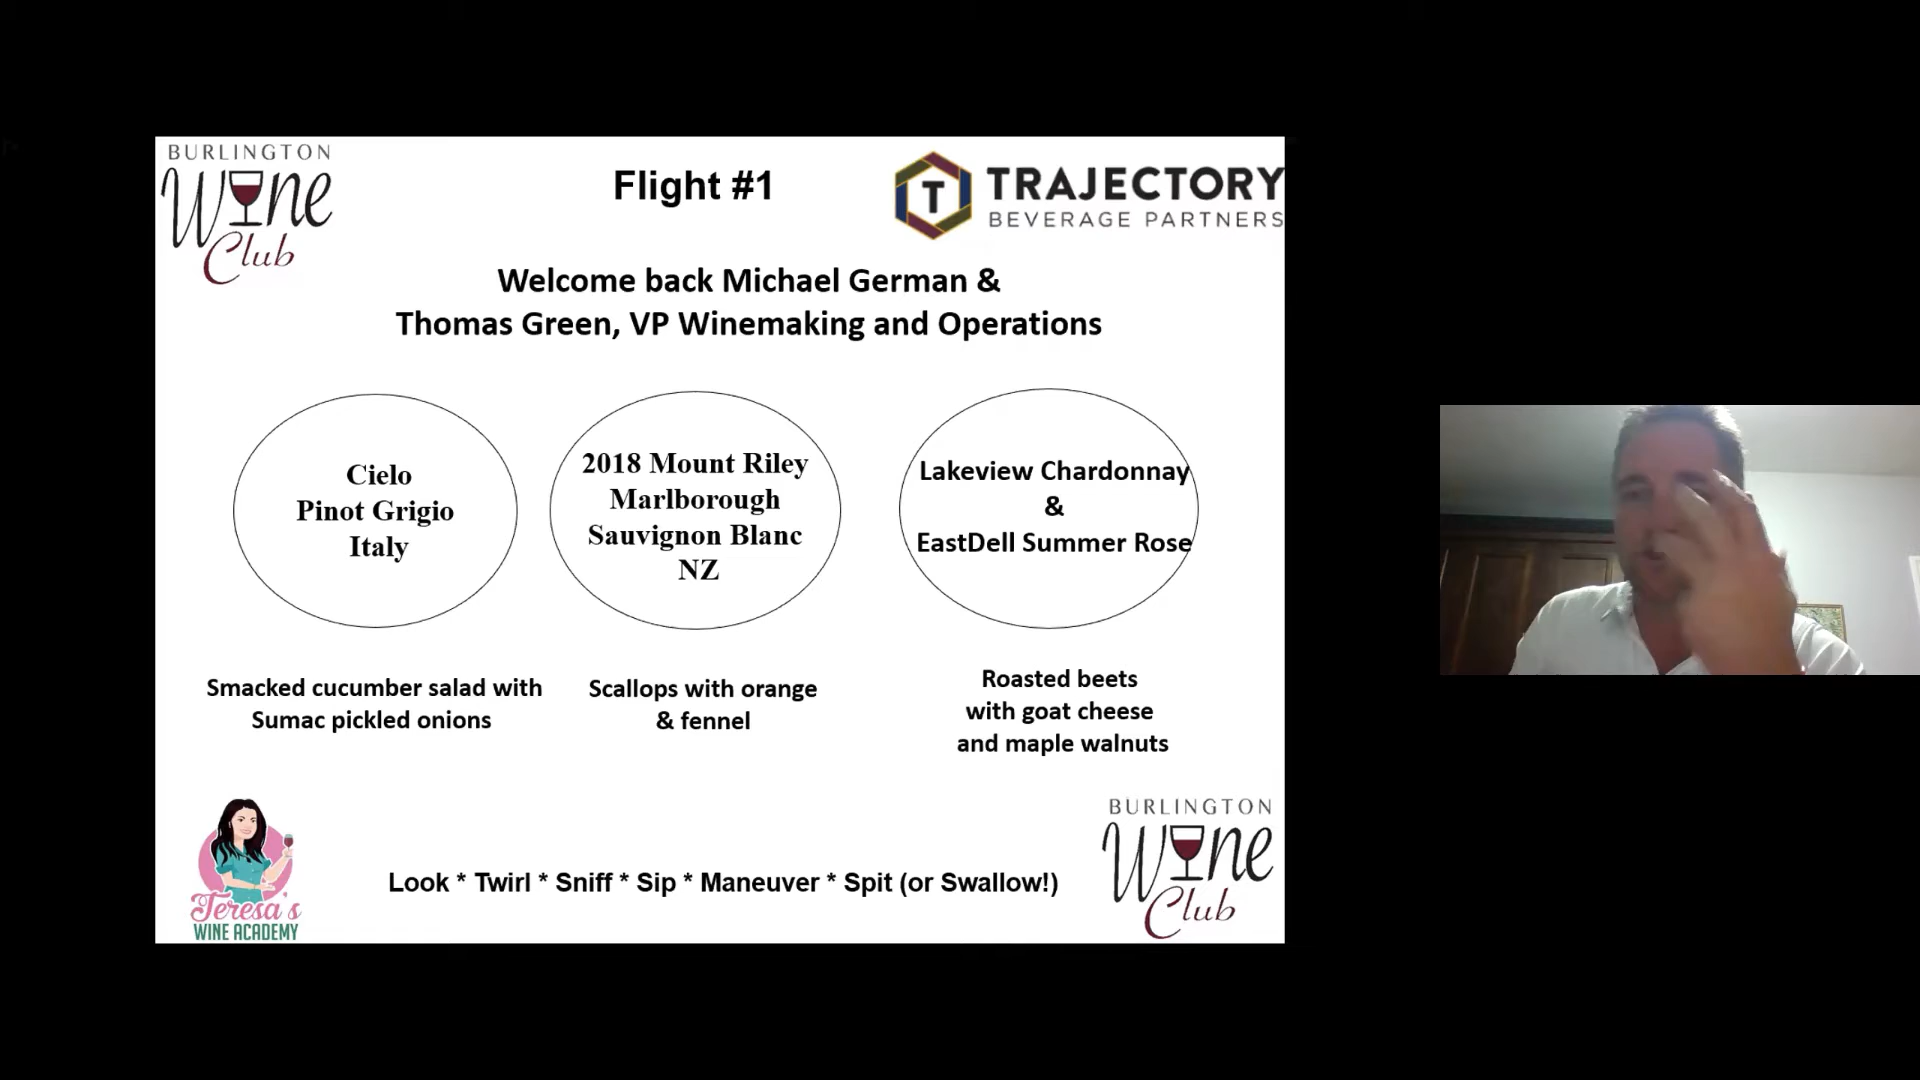 BURLINGTON
Wine
Club
Flight #1
T
TRAJECTORY
BEVERAGE PARTNERS
Welcome back Michael German &
Thomas Green, VP Winemaking and Operations
Cielo
Pinot Grigio
Italy
2018 Mount Riley
Marlborough
Sauvignon Blanc
NZ
Lakeview Chardonnay
&
EastDell Summer Rose
Smacked cucumber salad with
Sumac pickled onions
Scallops with orange
& fennel
Roasted beets
with goat cheese
and maple walnuts
Teresa's
WINE ACADEMY
Look * Twirl * Sniff * Sip * Maneuver * Spit (or Swallow!)
BURLINGTON
Wine
Club